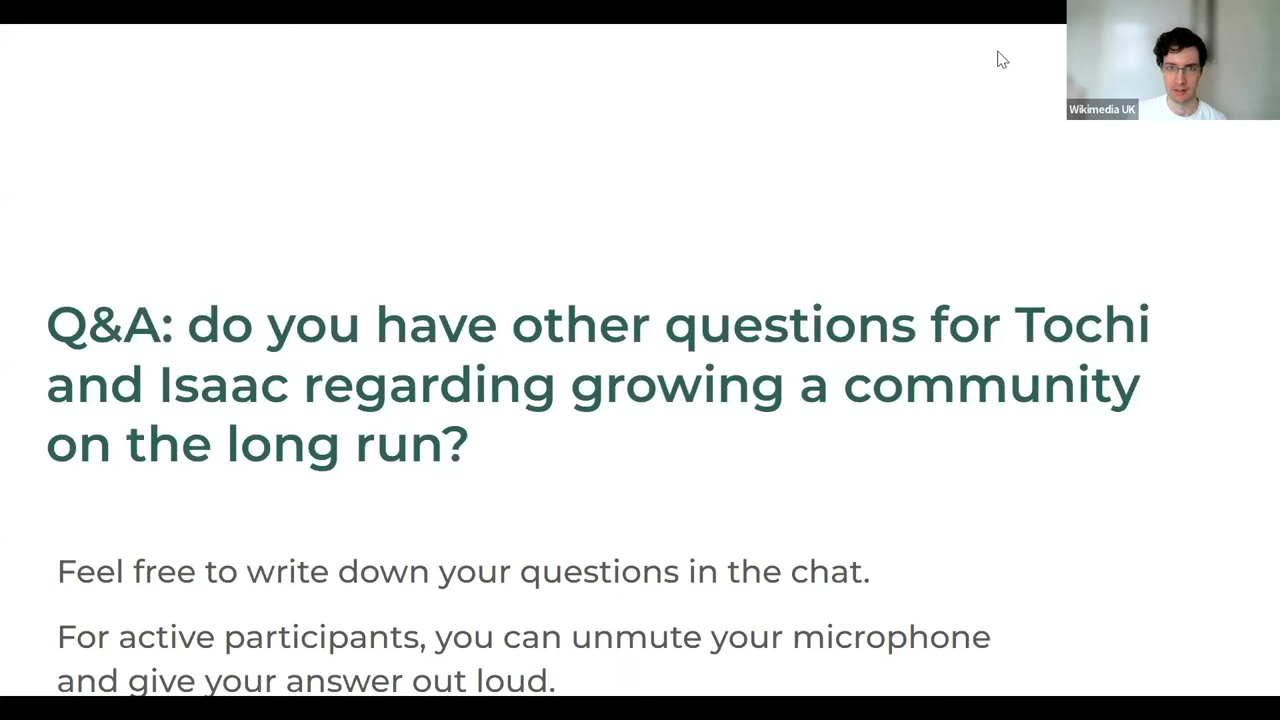 Wikimedia UK
Q&A: do you have other questions for Tochi
and Isaac regarding growing a community
on the long run?
Feel free to write down your questions in the chat.
For active participants, you can unmute your microphone
and give your answer out loud.